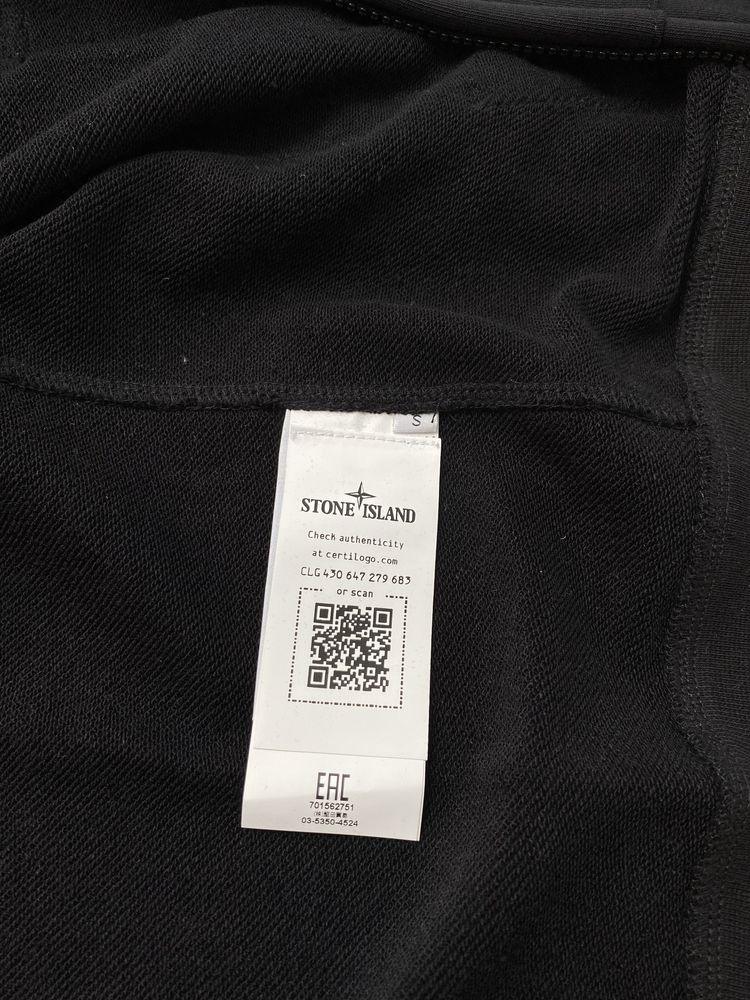 S
STONE ISLAND
Check authenticity
at certilogo.com
CLG 430 647 279 683
or scan
EAC
701562751
03-5350-4524